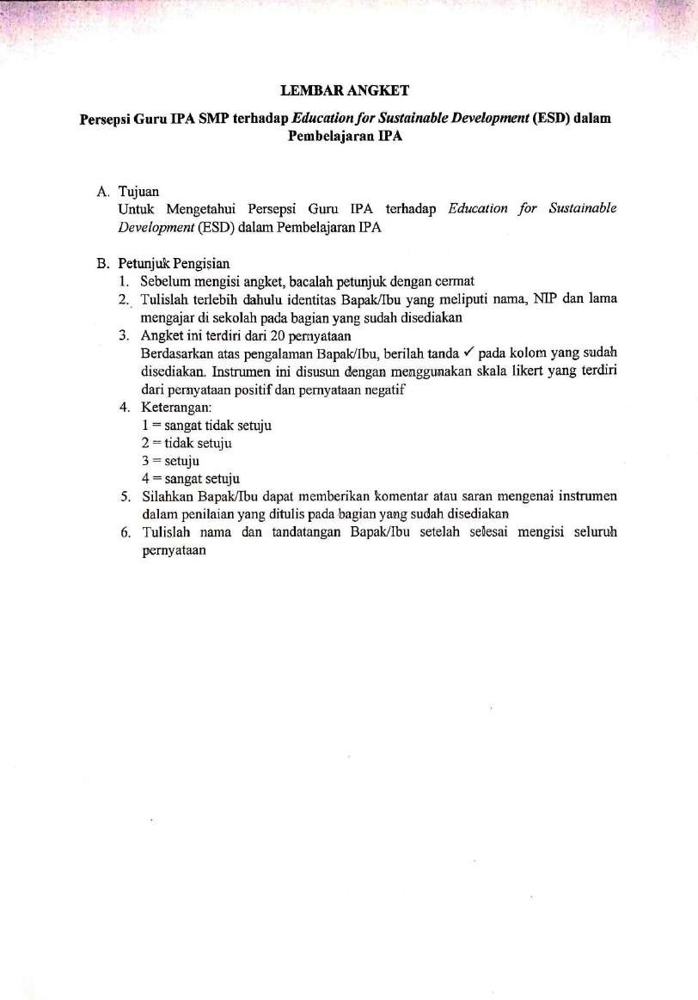 LEMBAR ANGKET
Persepsi Guru IPA SMP terhadap Education for Sustainable Development (ESD) dalam
Pembelajaran IPA
A. Tujuan
Untuk Mengetahui Persepsi Guru IPA terhadap Education for Sustainable
Development (ESD) dalam Pembelajaran IPA
B. Petunjuk Pengisian
1. Sebelum mengisi angket, bacalah petunjuk dengan cermat
2. Tulislah terlebih dahulu identitas Bapak/Ibu yang meliputi nama, NIP dan lama
mengajar di sekolah pada bagian yang sudah disediakan
3. Angket ini terdiri dari 20 pernyataan
Berdasarkan atas pengalaman Bapak/Ibu, berilah tanda ✓ pada kolom yang sudah
disediakan. Instrumen ini disusun dengan menggunakan skala likert yang terdiri
dari pernyataan positif dan pernyataan negatif
4. Keterangan:
1 = sangat tidak setuju
2 = tidak setuju
3 = setuju
4 = sangat setuju
5. Silahkan Bapak/Ibu dapat memberikan komentar atau saran mengenai instrumen
dalam penilaian yang ditulis pada bagian yang sudah disediakan
6. Tulislah nama dan tandatangan Bapak/Ibu setelah selesai mengisi seluruh
pernyataan